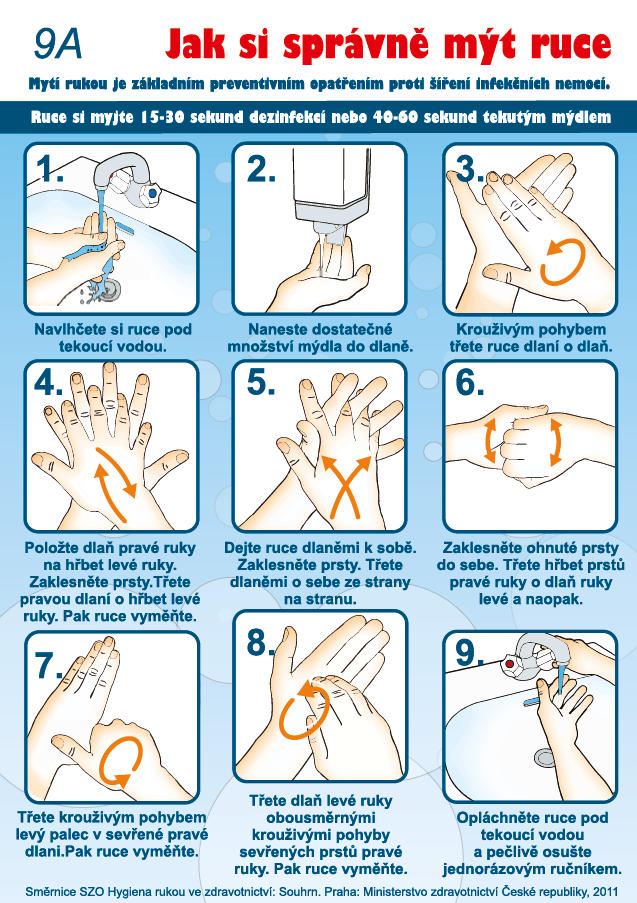 9A
Jak si správně mýt ruce
Mytí rukou je základním preventivním opatřením proti šíření infekčních nemocí.
Ruce si myjte 15-30 sekund dezinfekcí nebo 40-60 sekund tekutým mýdlem
1.
Navlhčete si ruce pod
tekoucí vodou.
2.
Naneste dostatečné
množství mýdla do dlaně.
3.
Krouživým pohybem
třete ruce dlaní o dlaň.
4.
Položte dlaň pravé ruky
na hřbet levé ruky.
Zaklesněte prsty.Třete
pravou dlaní o hřbet levé
ruky. Pak ruce vyměňte.
5.
Dejte ruce dlaněmi k sobě.
Zaklesněte prsty. Třete
dlaněmi o sebe ze strany
na stranu.
6.
Zaklesněte ohnuté prsty
do sebe. Třete hřbet prstů
pravé ruky o dlaň ruky
levé a naopak.
7.
Třete krouživým pohybem
levý palec v sevřené pravé
dlani.Pak ruce vyměňte.
8.
Třete dlaň levé ruky
obousměrnými
krouživými pohyby
sevřených prstů pravé
ruky. Pak ruce vyměňte.
9.
Opláchněte ruce pod
tekoucí vodou
a pečlivě osušte
jednorázovým ručníkem.
Směrnice SZO Hygiena rukou ve zdravotnictví: Souhrn. Praha: Ministerstvo zdravotnictví České republiky, 2011